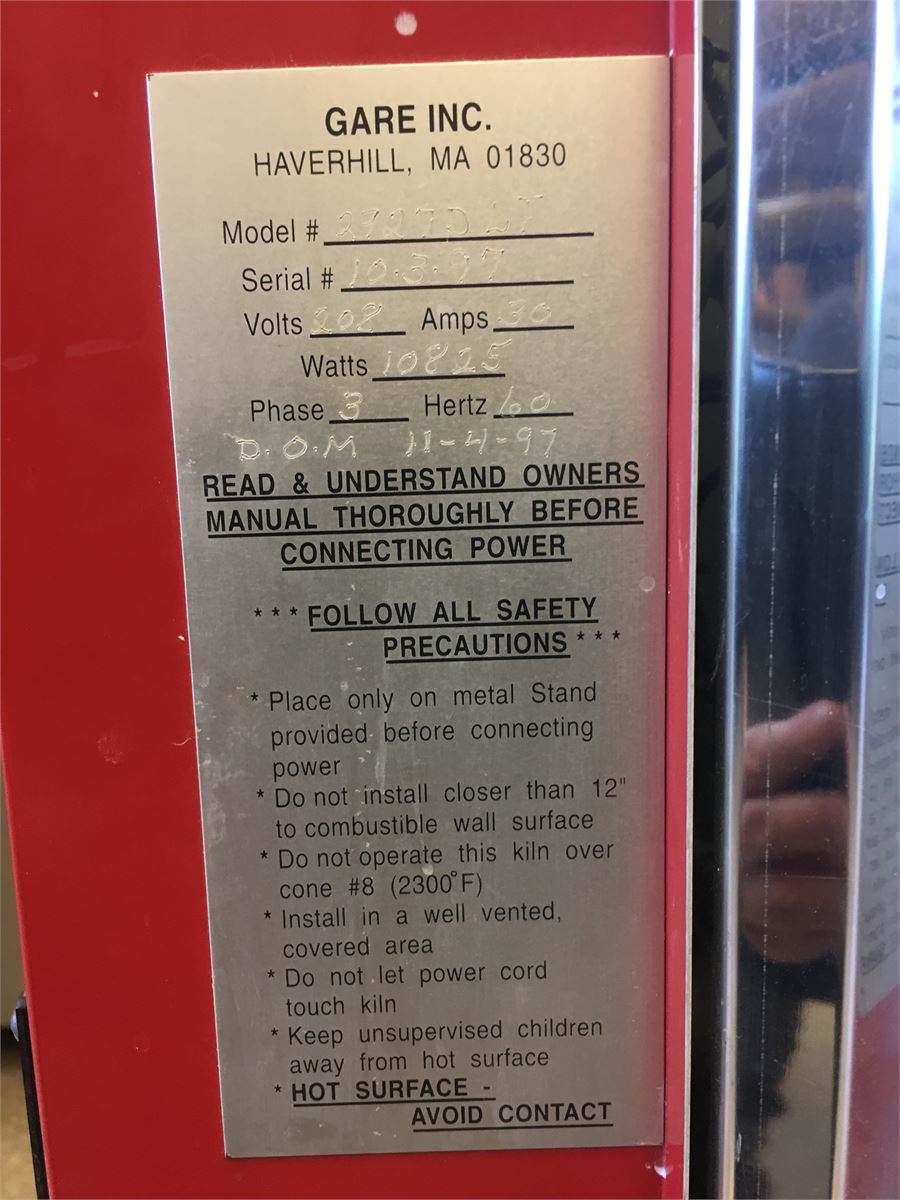 GARE INC.
HAVERHILL, MA 01830
Model # 2727D LT
Serial # 10.3.97
Volts 208 Amps 30
Watts 10825
Phase 3 Hertz 60
D.O.M 11-4-97
READ & UNDERSTAND OWNERS
MANUAL THOROUGHLY BEFORE
CONNECTING POWER
*** FOLLOW ALL SAFETY
PRECAUTIONS ***
* Place only on metal Stand
provided before connecting
power
* Do not install closer than 12"
to combustible wall surface
* Do not operate this kiln over
cone #8 (2300°F)
* Install in a well vented,
covered area
* Do not let power cord
touch kiln
* Keep unsupervised children
away from hot surface
* HOT SURFACE -
AVOID CONTACT